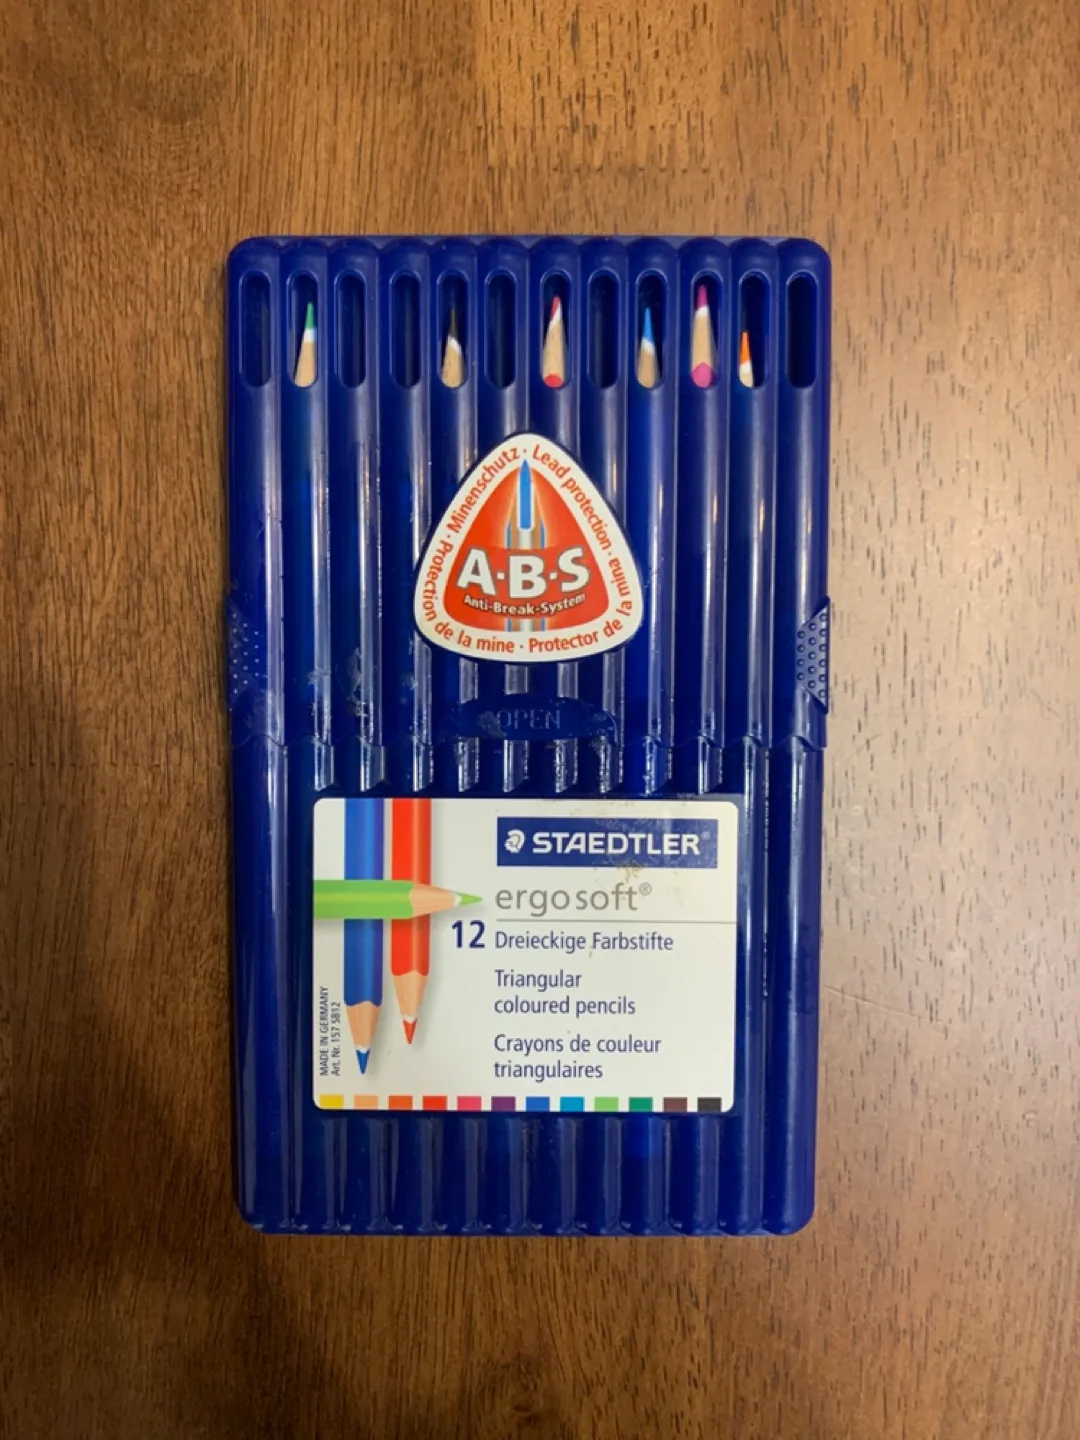 Minenschutz · Lead protection · Protector de la mina · Protection de la mine ·
A·B·S
Anti-Break-System
OPEN
STAEDTLER®
ergosoft®
12 Dreieckige Farbstifte
Triangular
coloured pencils
Crayons de couleur
triangulaires
MADE IN GERMANY
Art. Nr. 157 SB12